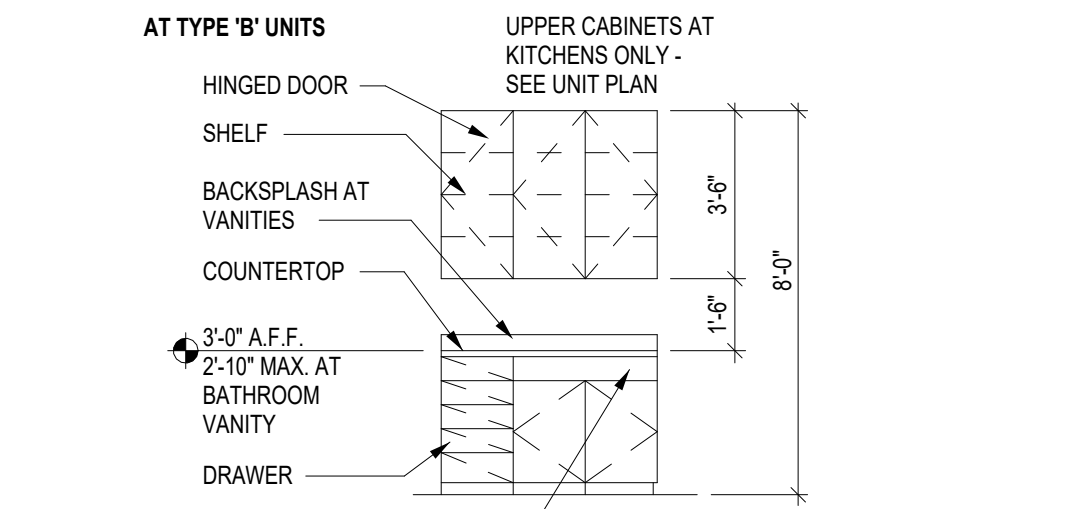 AT TYPE 'B' UNITS
UPPER CABINETS AT
KITCHENS ONLY -
SEE UNIT PLAN
HINGED DOOR
SHELF
BACKSPLASH AT
VANITIES
COUNTERTOP
3'-0" A.F.F.
2'-10" MAX. AT
BATHROOM
VANITY
DRAWER
3'-6"
1'-6"
8'-0"